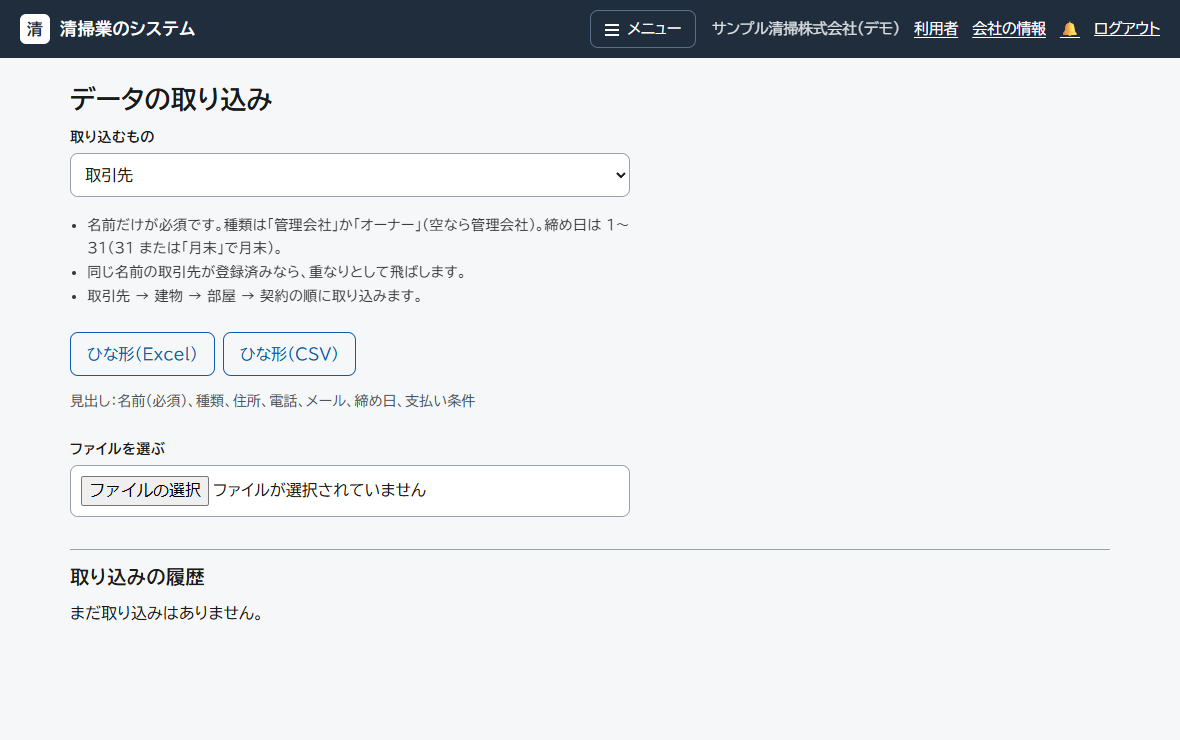 清 清掃業のシステム
メニュー
サンプル清掃株式会社(デモ)
利用者
会社の情報
ログアウト
データの取り込み
取り込むもの
取引先
• 名前だけが必須です。種類は「管理会社」か「オーナー」(空なら管理会社)。締め日は 1〜
31(31 または「月末」で月末)。
• 同じ名前の取引先が登録済みなら、重なりとして飛ばします。
• 取引先 → 建物 → 部屋 → 契約の順に取り込みます。
ひな形(Excel)
ひな形(CSV)
見出し:名前(必須)、種類、住所、電話、メール、締め日、支払い条件
ファイルを選ぶ
ファイルの選択 ファイルが選択されていません
取り込みの履歴
まだ取り込みはありません。